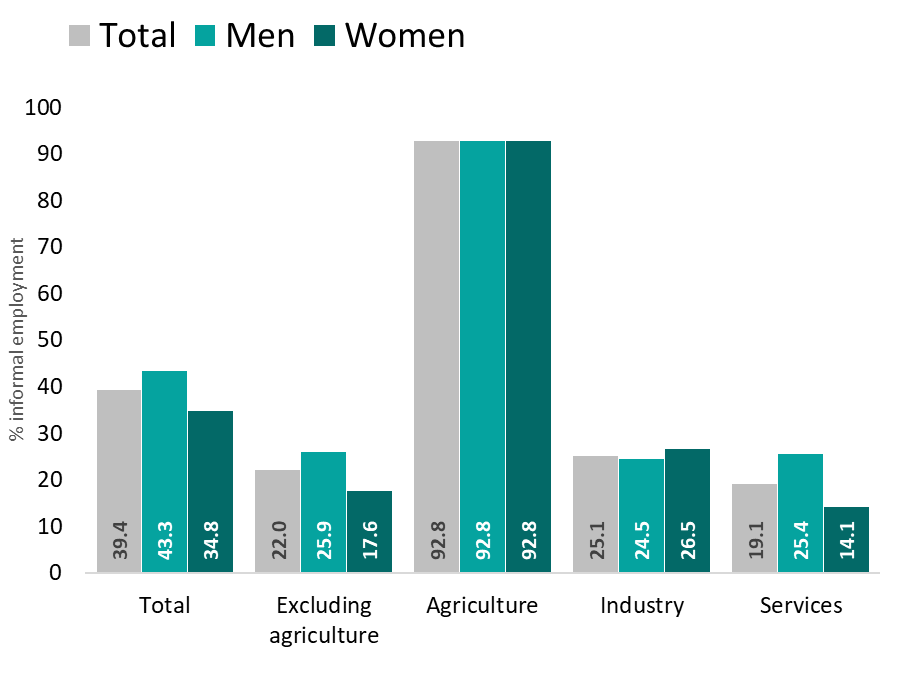 Total Men Women
% informal employment
100
90
80
70
60
50
40
30
20
10
0
39.4 43.3 34.8 22.0 25.9 17.6 92.8 92.8 92.8 25.1 24.5 26.5 19.1 25.4 14.1
Total Excluding Agriculture Industry Services
agriculture